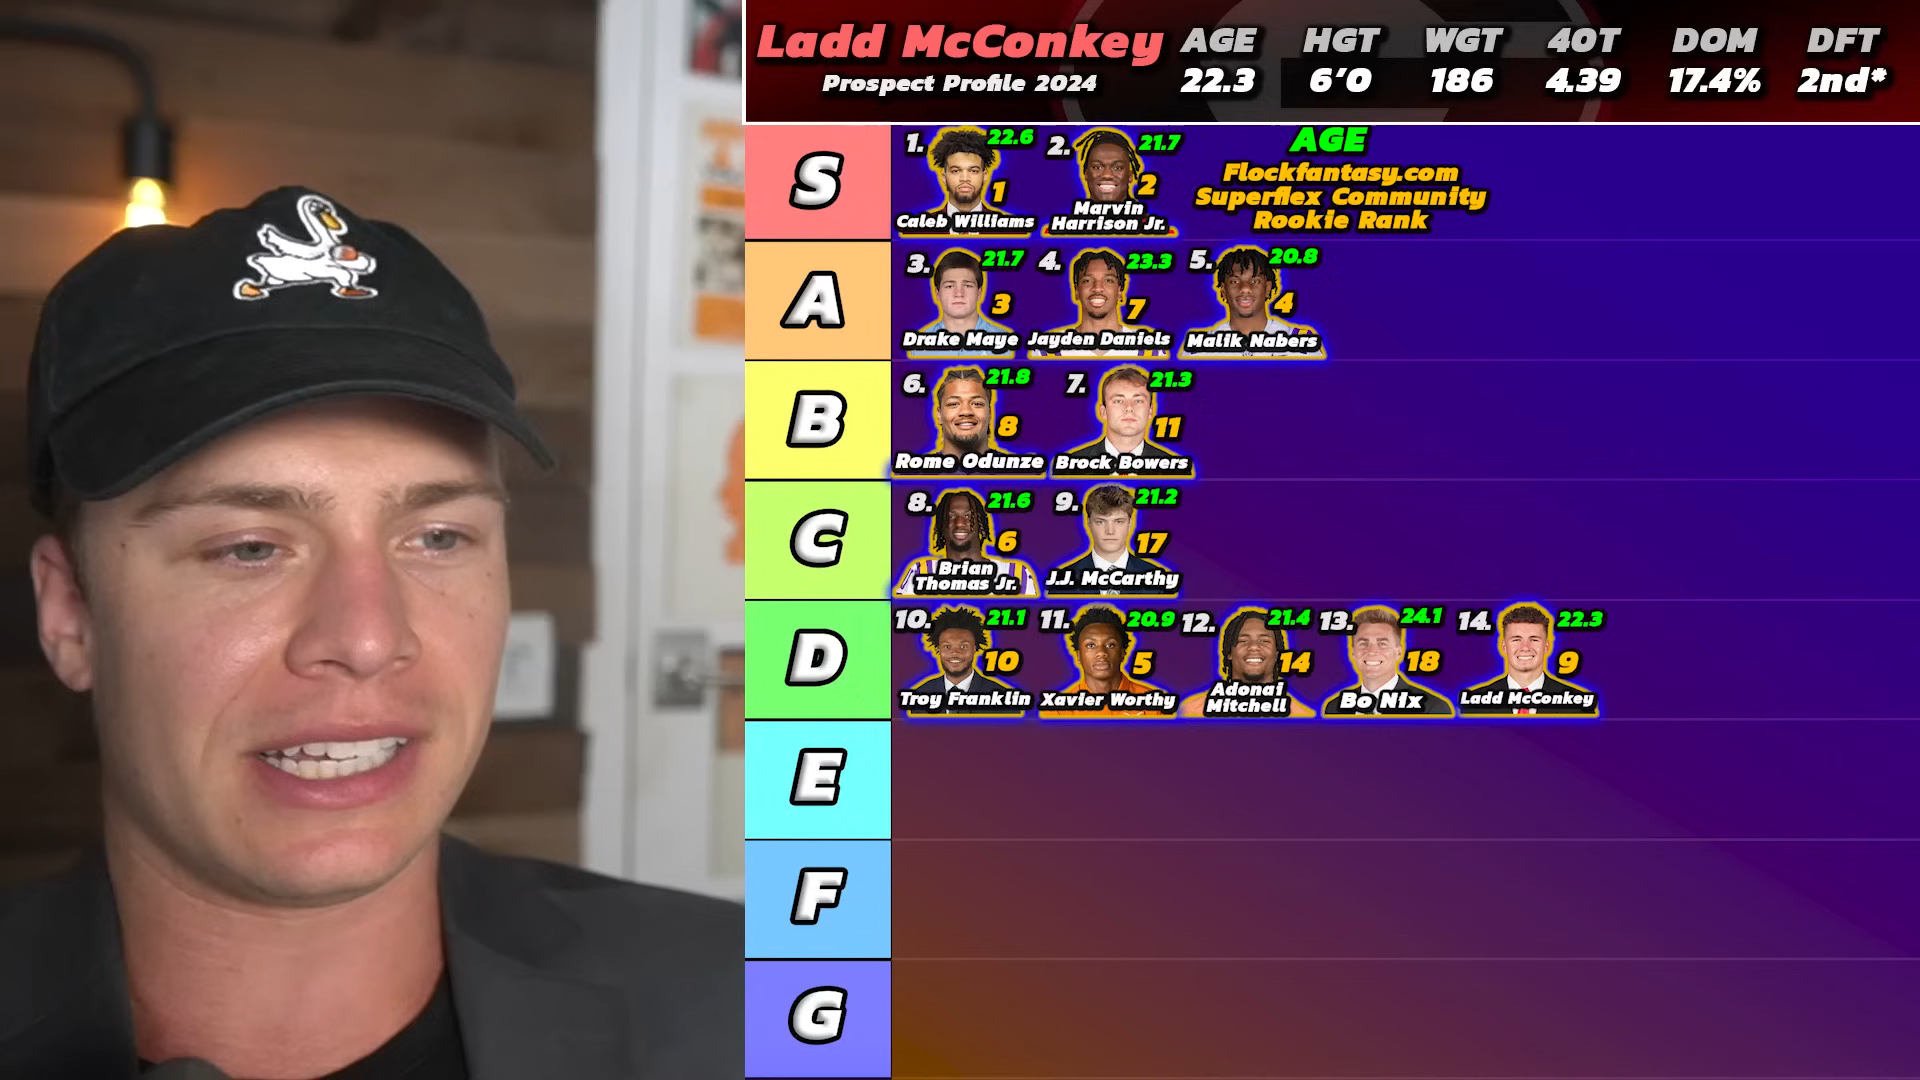 Ladd McConkey AGE HGT WGT 40T DOM DFT
Prospect Profile 2024 22.3 6'0 186 4.39 17.4% 2nd*
S
1. 22.6 1
Caleb Williams
2. 21.7 2
Marvin
Harrison Jr.
AGE
Flockfantasy.com
Superflex Community
Rookie Rank
A
3. 21.7 3
Drake Maye
4. 23.3 7
Jayden Daniels
5. 20.8 4
Malik Nabers
B
6. 21.8 8
Rome Odunze
7. 21.3 11
Brock Bowers
C
8. 21.6 6
Brian
Thomas Jr.
9. 21.2 17
J.J. McCarthy
D
10. 21.1 10
Troy Franklin
11. 20.9 5
Xavier Worthy
12. 21.4 14
Adonai
Mitchell
13. 24.1 18
Bo Nix
14. 22.3 9
Ladd McConkey
E
F
G